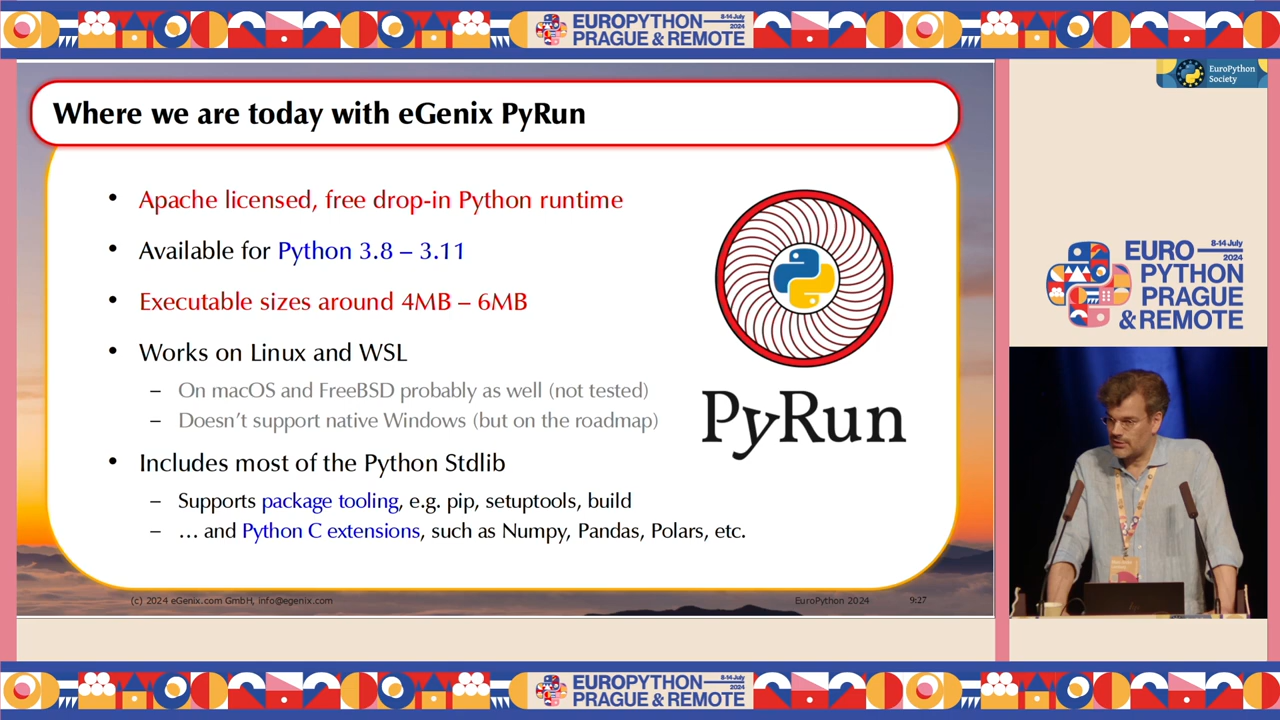 EUROPYTHON
8-14 July
2024
PRAGUE & REMOTE
EuroPython
Society
Where we are today with eGenix PyRun
• Apache licensed, free drop-in Python runtime
• Available for Python 3.8 – 3.11
• Executable sizes around 4MB – 6MB
• Works on Linux and WSL
– On macOS and FreeBSD probably as well (not tested)
– Doesn't support native Windows (but on the roadmap)
• Includes most of the Python Stdlib
– Supports package tooling, e.g. pip, setuptools, build
– … and Python C extensions, such as Numpy, Pandas, Polars, etc.
PyRun
(c) 2024 eGenix.com GmbH, info@egenix.com
EuroPython 2024
9:27
EURO
8-14 July
2024
PYTHON
PRAGUE
& REMOTE
EUROPYTHON
8-14 July
2024
PRAGUE & REMOTE